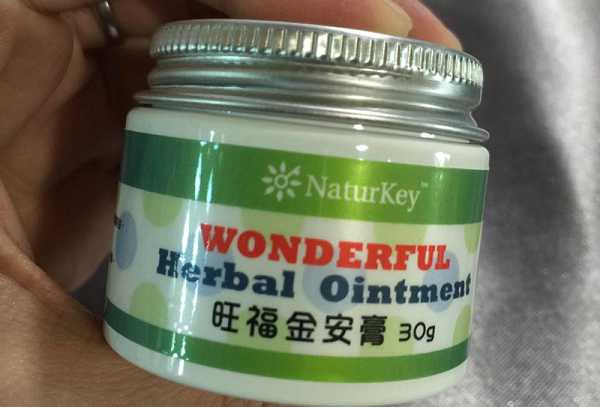 NaturKey™
WONDERFUL
Herbal Ointment
旺福金安膏 30g